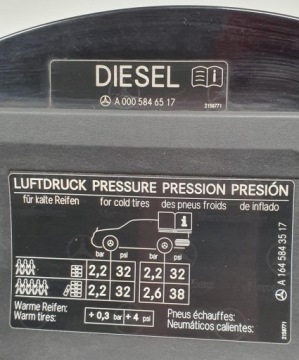 DIESEL
A 000 584 65 17
2158771
LUFTDRUCK PRESSURE PRESSION PRESIÓN
für kalte Reifen for cold tires des pneus froids de inflado
bar psi bar psi
2,2 32 2,2 32
2,2 32 2,6 38
Warme Reifen: Pneus échauffes:
Warm tires: + 0,3 bar + 4 psi Neumáticos calientes:
A 164 584 35 17
2158771